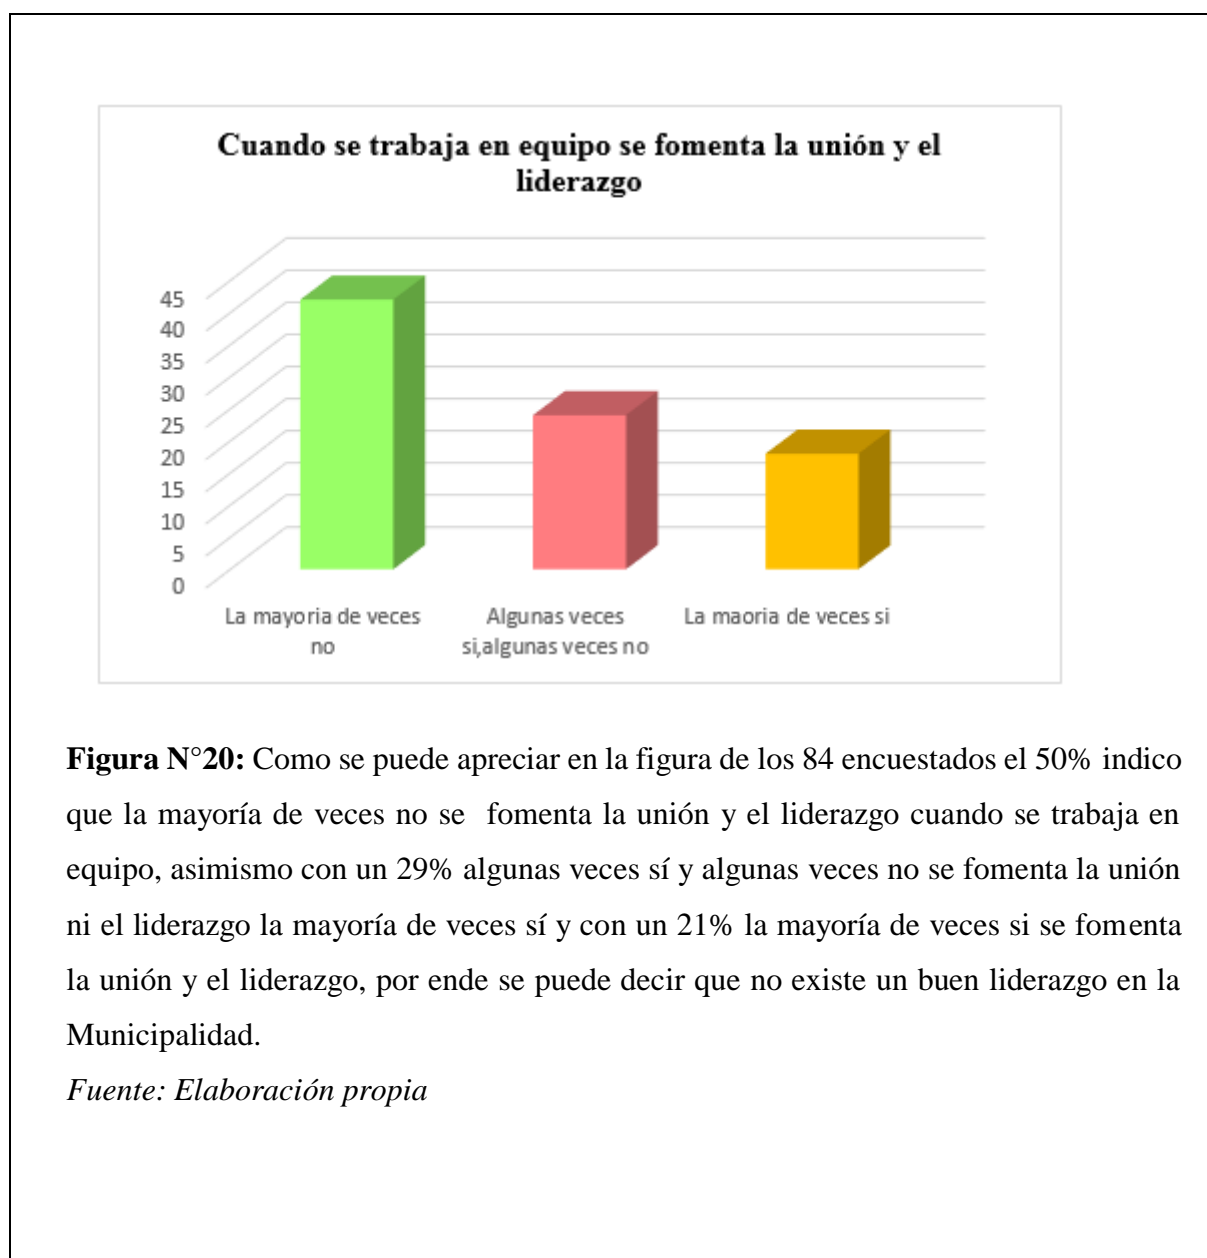 Cuando se trabaja en equipo se fomenta la unión y el
liderazgo
45
40
35
30
25
20
15
10
5
0
La mayoria de veces
no
Algunas veces
si,algunas veces no
La maoria de veces si
Figura N°20: Como se puede apreciar en la figura de los 84 encuestados el 50% indico
que la mayoría de veces no se fomenta la unión y el liderazgo cuando se trabaja en
equipo, asimismo con un 29% algunas veces sí y algunas veces no se fomenta la unión
ni el liderazgo la mayoría de veces sí y con un 21% la mayoría de veces si se fomenta
la unión y el liderazgo, por ende se puede decir que no existe un buen liderazgo en la
Municipalidad.
Fuente: Elaboración propia